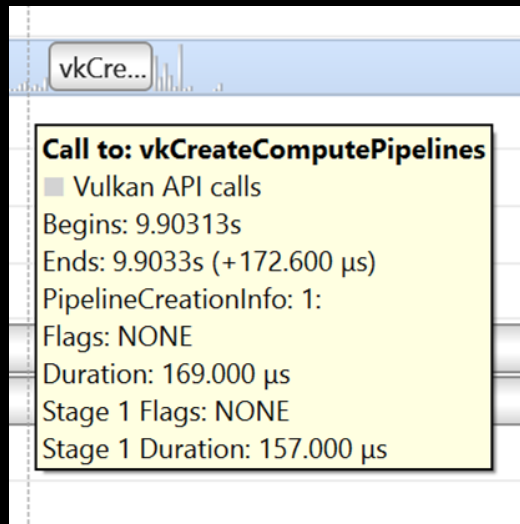 vkCre...
Call to: vkCreateComputePipelines
Vulkan API calls
Begins: 9.90313s
Ends: 9.9033s (+172.600 μs)
PipelineCreationInfo: 1:
Flags: NONE
Duration: 169.000 μs
Stage 1 Flags: NONE
Stage 1 Duration: 157.000 μs